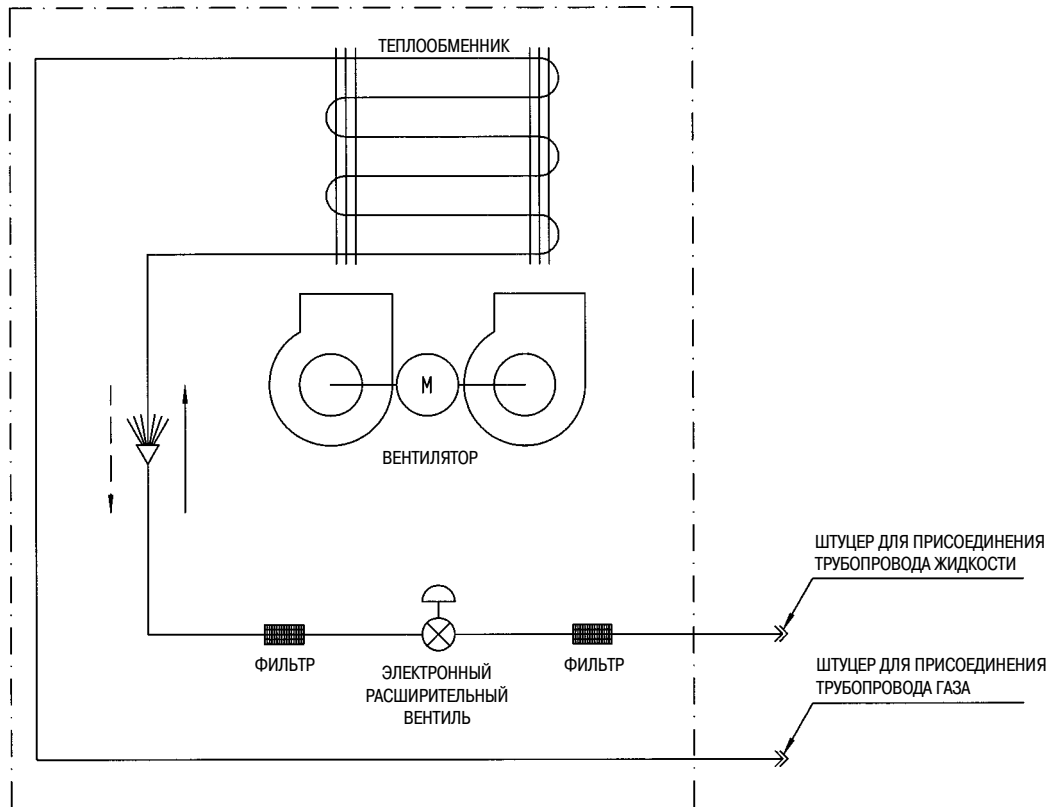 ТЕПЛООБМЕННИК
М
ВЕНТИЛЯТОР
ШТУЦЕР ДЛЯ ПРИСОЕДИНЕНИЯ
ТРУБОПРОВОДА ЖИДКОСТИ
ФИЛЬТР
ЭЛЕКТРОННЫЙ
РАСШИРИТЕЛЬНЫЙ
ВЕНТИЛЬ
ФИЛЬТР
ШТУЦЕР ДЛЯ ПРИСОЕДИНЕНИЯ
ТРУБОПРОВОДА ГАЗА